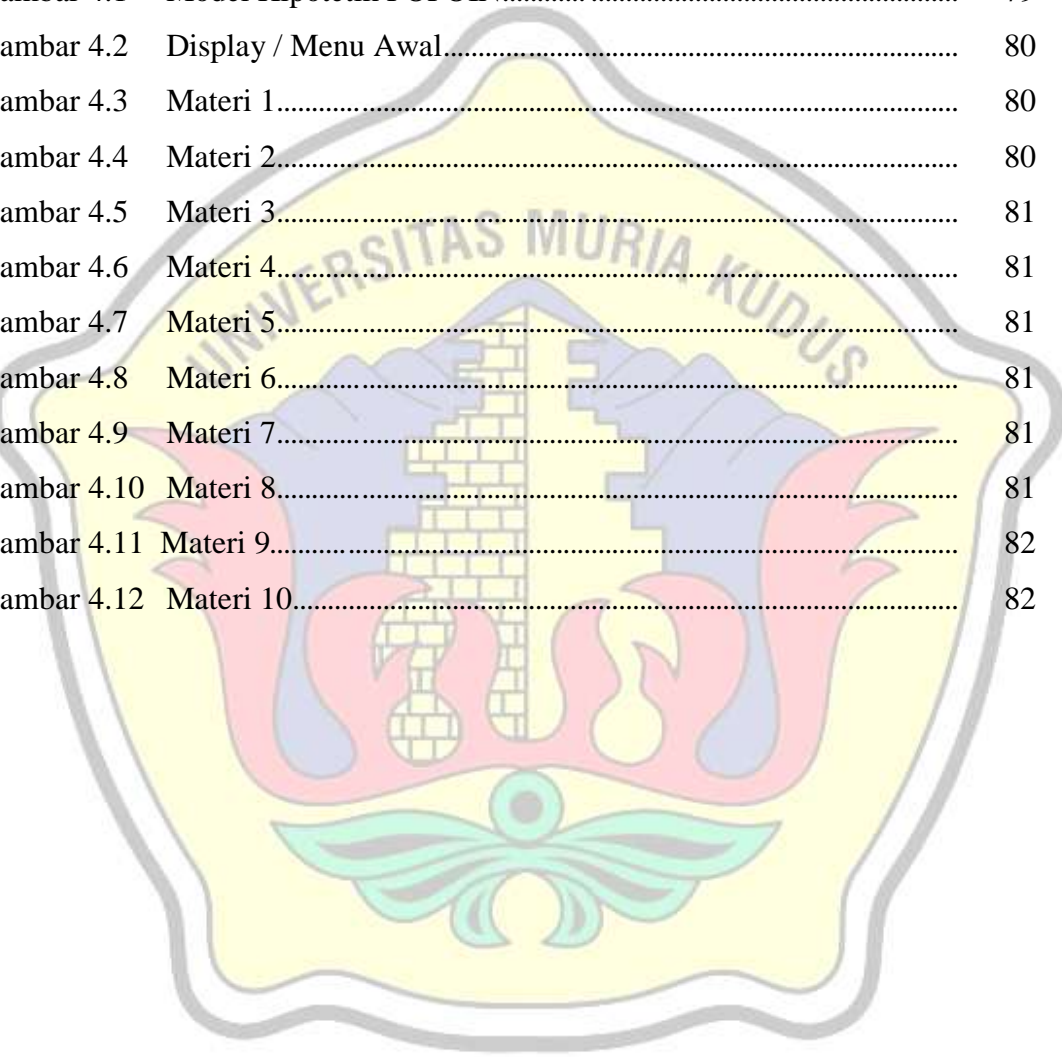 ambar 4.2 Display / Menu Awal.......................................................................... 80
ambar 4.3 Materi 1.................................................................................................. 80
ambar 4.4 Materi 2.................................................................................................. 80
ambar 4.5 Materi 3.................................................................................................. 81
ambar 4.6 Materi 4.................................................................................................. 81
ambar 4.7 Materi 5.................................................................................................. 81
ambar 4.8 Materi 6.................................................................................................. 81
ambar 4.9 Materi 7.................................................................................................. 81
ambar 4.10 Materi 8.................................................................................................. 81
ambar 4.11 Materi 9.................................................................................................. 82
ambar 4.12 Materi 10................................................................................................ 82
UNIVERSITAS MURIA KUDUS